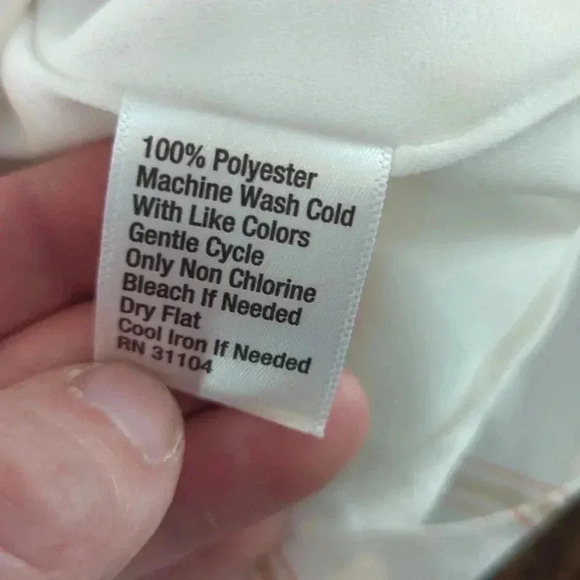 100% Polyester
Machine Wash Cold
With Like Colors
Gentle Cycle
Only Non Chlorine
Bleach If Needed
Dry Flat
Cool Iron If Needed
RN 31104